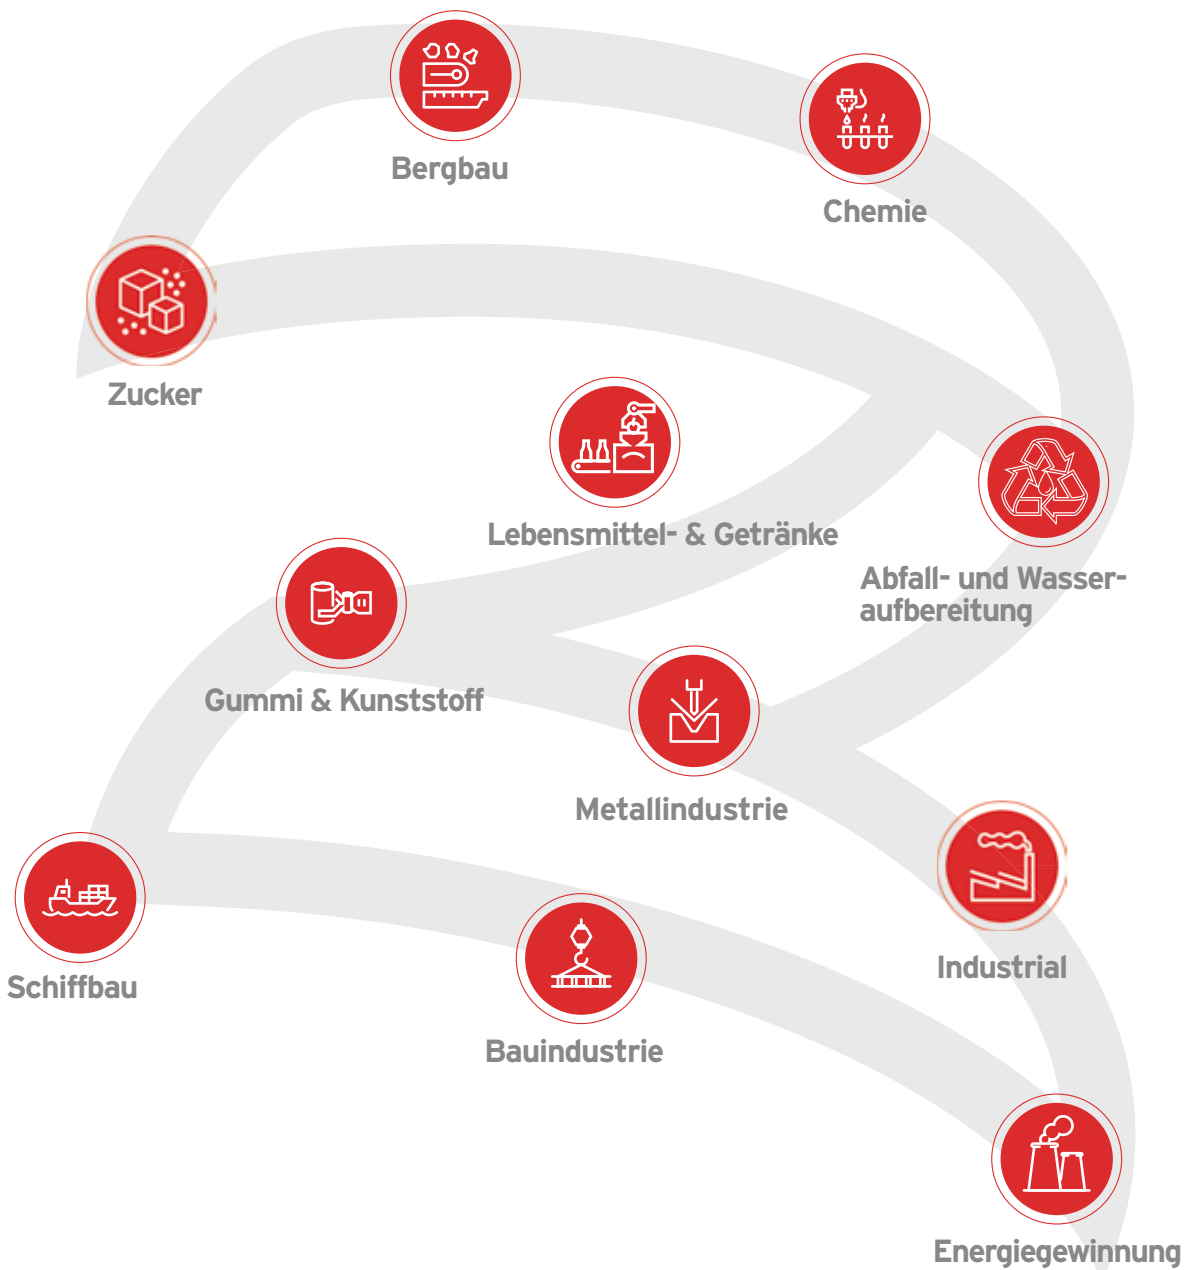 Bergbau
Chemie
Zucker
Lebensmittel- & Getränke
Abfall- und Wasser-
aufbereitung
Gummi & Kunststoff
Metallindustrie
Industrial
Schiffbau
Bauindustrie
Energiegewinnung